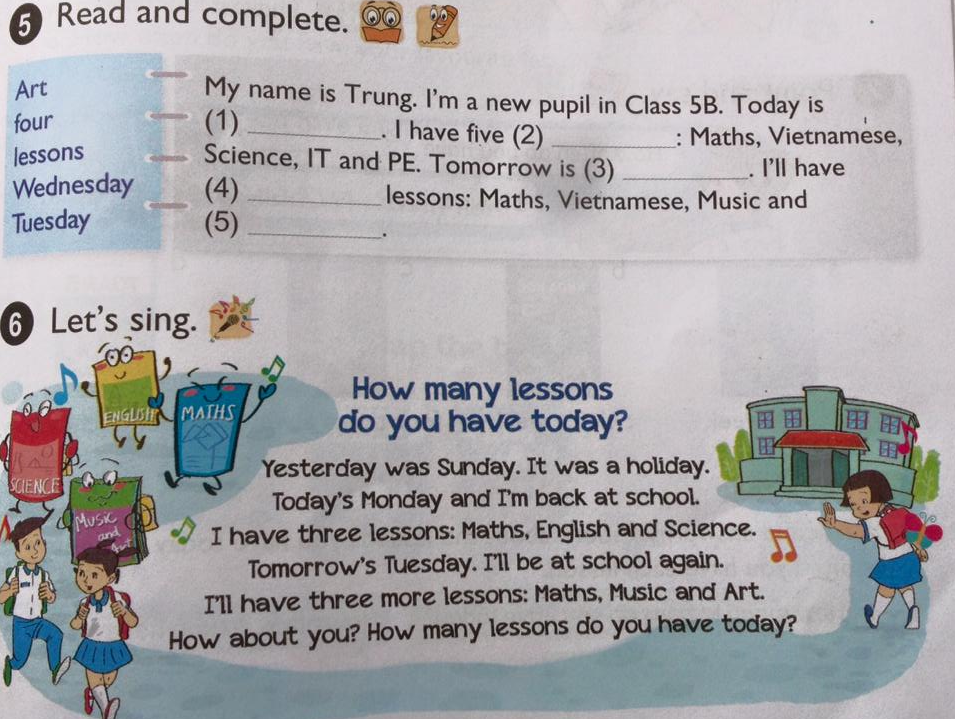 5 Read and complete.
Art
four
lessons
Wednesday
Tuesday
My name is Trung. I'm a new pupil in Class 5B. Today is
(1) __________. I have five (2) __________: Maths, Vietnamese,
Science, IT and PE. Tomorrow is (3) __________. I'll have
(4) __________ lessons: Maths, Vietnamese, Music and
(5) __________.
6 Let's sing.
ENGLISH
MATHS
SCIENCE
Music
and
Art
How many lessons
do you have today?
Yesterday was Sunday. It was a holiday.
Today's Monday and I'm back at school.
I have three lessons: Maths, English and Science.
Tomorrow's Tuesday. I'll be at school again.
I'll have three more lessons: Maths, Music and Art.
How about you? How many lessons do you have today?